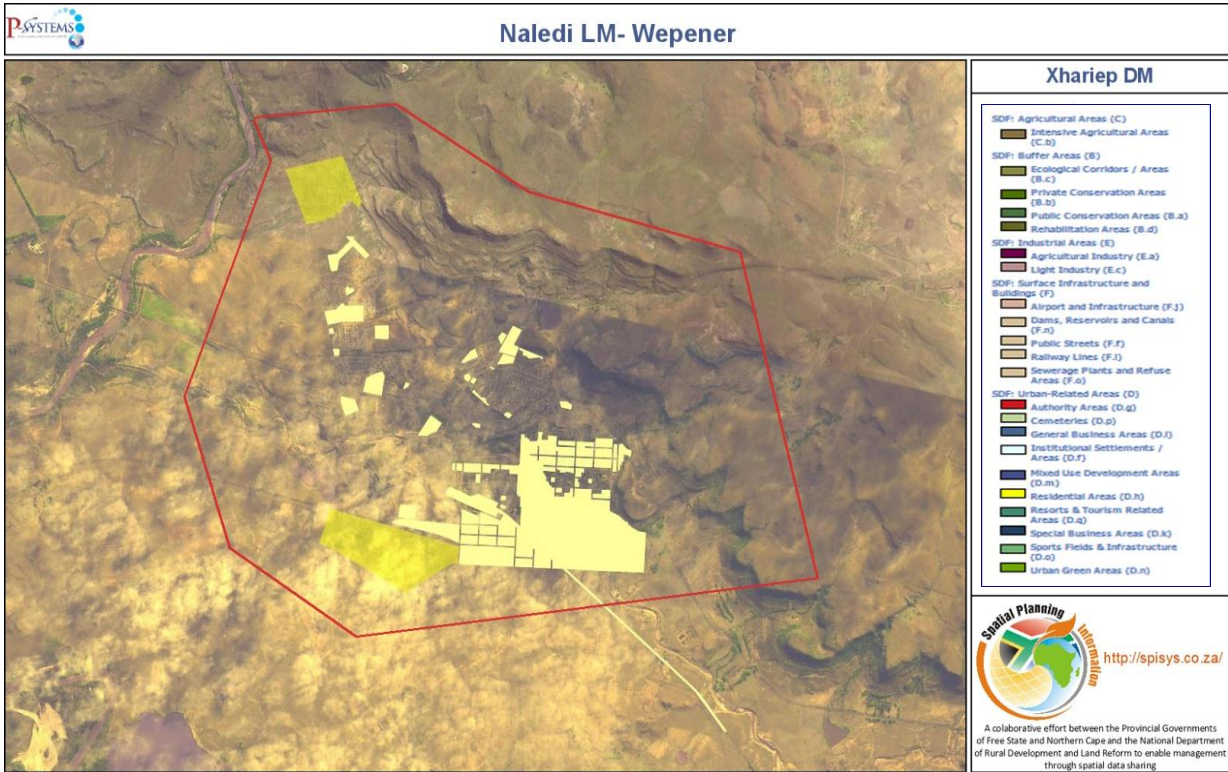 P-SYSTEMS
Naledi LM- Wepener
Xhariep DM
SDF: Agricultural Areas (C)
Intensive Agricultural Areas
(C.b)
SDF: Buffer Areas (B)
Ecological Corridors / Areas
(B.c)
Private Conservation Areas
(B.b)
Public Conservation Areas (B.a)
Rehabilitation Areas (B.d)
SDF: Industrial Areas (E)
Agricultural Industry (E.a)
Light Industry (E.c)
SDF: Surface Infrastructure and
Buildings (F)
Airport and Infrastructure (F.j)
Dams, Reservoirs and Canals
(F.n)
Public Streets (F.f)
Railway Lines (F.i)
Sewerage Plants and Refuse
Areas (F.o)
SDF: Urban-Related Areas (D)
Authority Areas (D.g)
Cemeteries (D.p)
General Business Areas (D.l)
Institutional Settlements /
Areas (D.f)
Mixed Use Development Areas
(D.m)
Residential Areas (D.h)
Resorts & Tourism Related
Areas (D.q)
Special Business Areas (D.k)
Sports Fields & Infrastructure
(D.o)
Urban Green Areas (D.n)
Spatial Planning
Information
http://spisys.co.za/
A colaborative effort between the Provincial Governments
of Free State and Northern Cape and the National Department
of Rural Development and Land Reform to enable management
through spatial data sharing